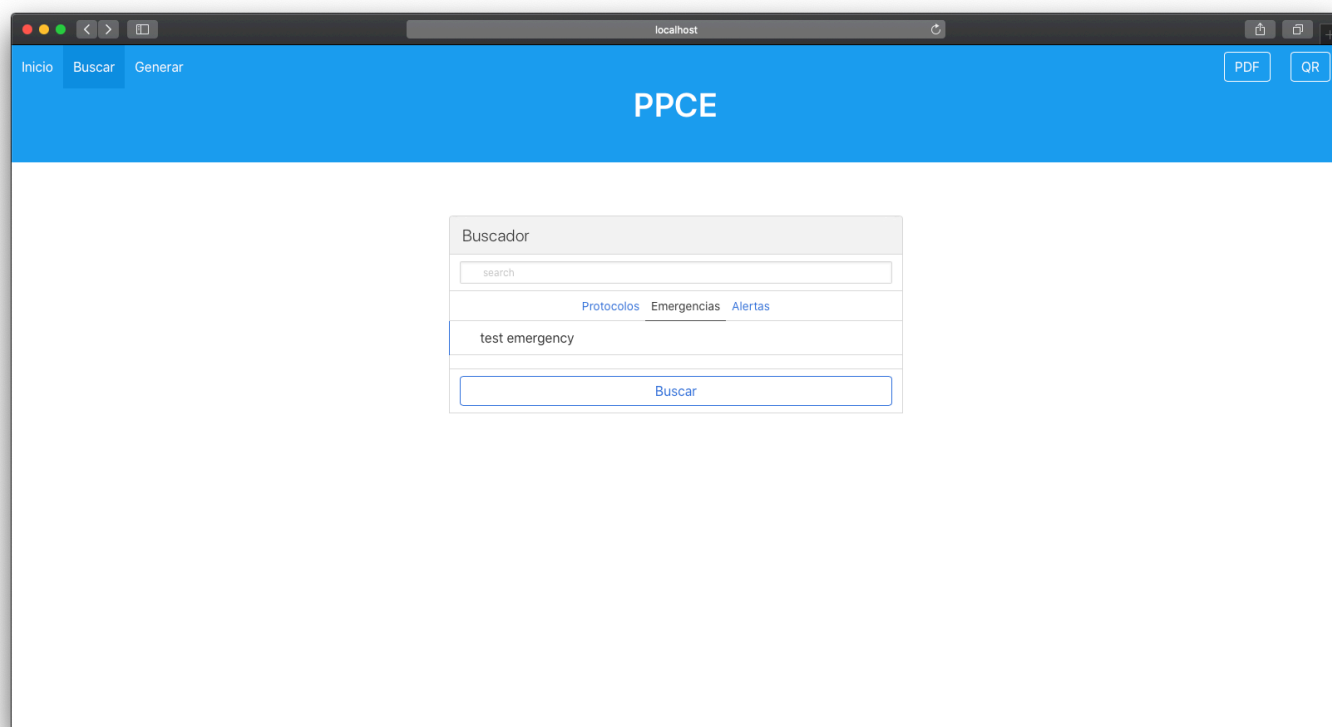 localhost
Inicio Buscar Generar PDF QR
PPCE
Buscador
search
Protocolos Emergencias Alertas
test emergency
Buscar